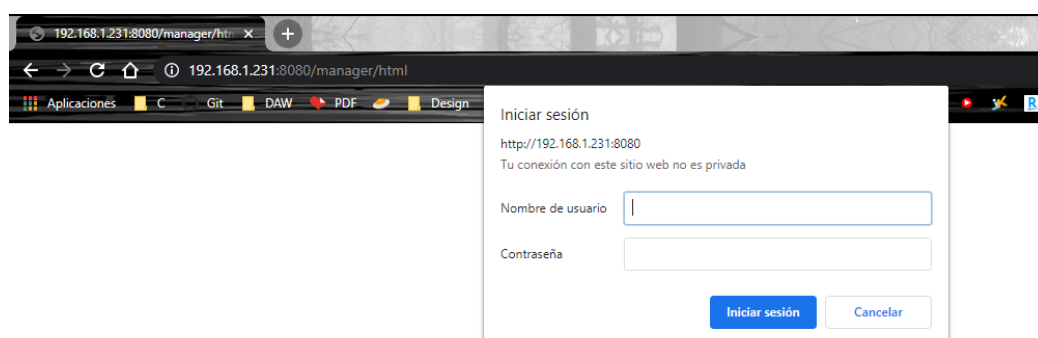 192.168.1.231:8080/manager/htm
192.168.1.231:8080/manager/html
Aplicaciones C Git DAW PDF Design R
Iniciar sesión
http://192.168.1.231:8080
Tu conexión con este sitio web no es privada
Nombre de usuario
Contraseña
Iniciar sesión Cancelar